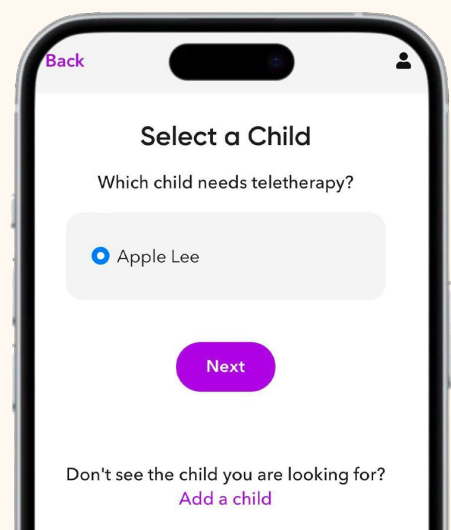 Back
Select a Child
Which child needs teletherapy?
Apple Lee
Next
Don't see the child you are looking for?
Add a child